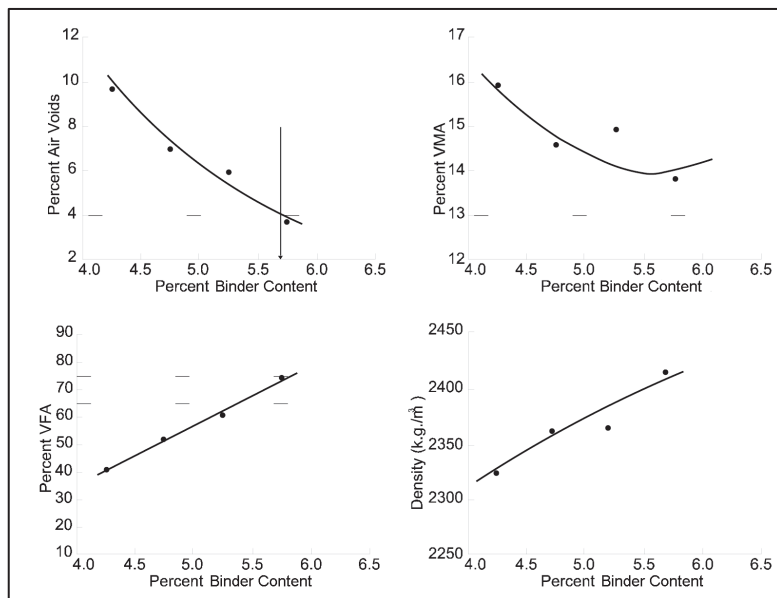 12
10
8
6
4
2
Percent Air Voids
4.0 4.5 5.0 5.5 6.0 6.5
Percent Binder Content
17
16
15
14
13
12
Percent VMA
4.0 4.5 5.0 5.5 6.0 6.5
Percent Binder Content
90
80
70
60
50
40
30
20
10
Percent VFA
4.0 4.5 5.0 5.5 6.0 6.5
Percent Binder Content
2450
2400
2350
2300
2250
Density (k.g./m³)
4.0 4.5 5.0 5.5 6.0 6.5
Percent Binder Content